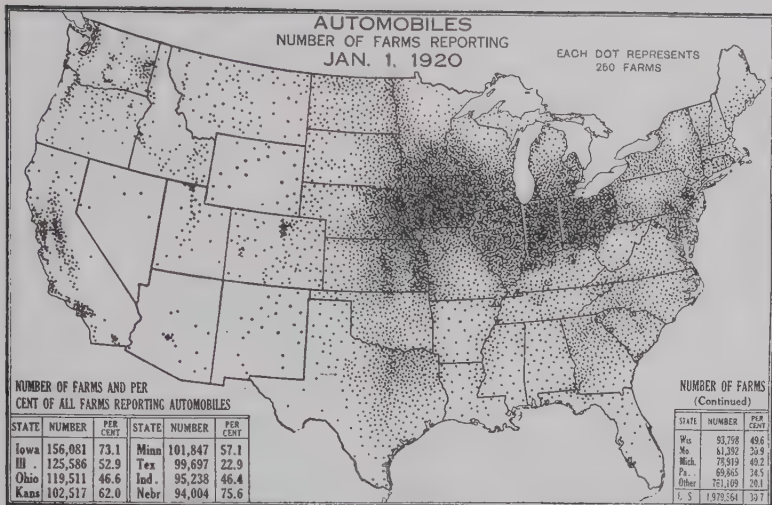 AUTOMOBILES
NUMBER OF FARMS REPORTING
JAN. 1, 1920
EACH DOT REPRESENTS
250 FARMS
NUMBER OF FARMS AND PER
CENT OF ALL FARMS REPORTING AUTOMOBILES
STATE NUMBER PER CENT STATE NUMBER PER CENT
Iowa 156,081 73.1 Minn 101,847 57.1
Ill . 125,586 52.9 Tex 99,697 22.9
Ohio 119,511 46.6 Ind . 95,238 46.4
Kans 102,517 62.0 Nebr 94,004 75.6
NUMBER OF FARMS
(Continued)
STATE NUMBER PER CENT
Wis 93,798 49.6
Mo 81,392 30.9
Mich. 78,919 40.2
Pa . . 69,865 34.5
Other 761,109 20.1
U. S 1,979,564 30.7